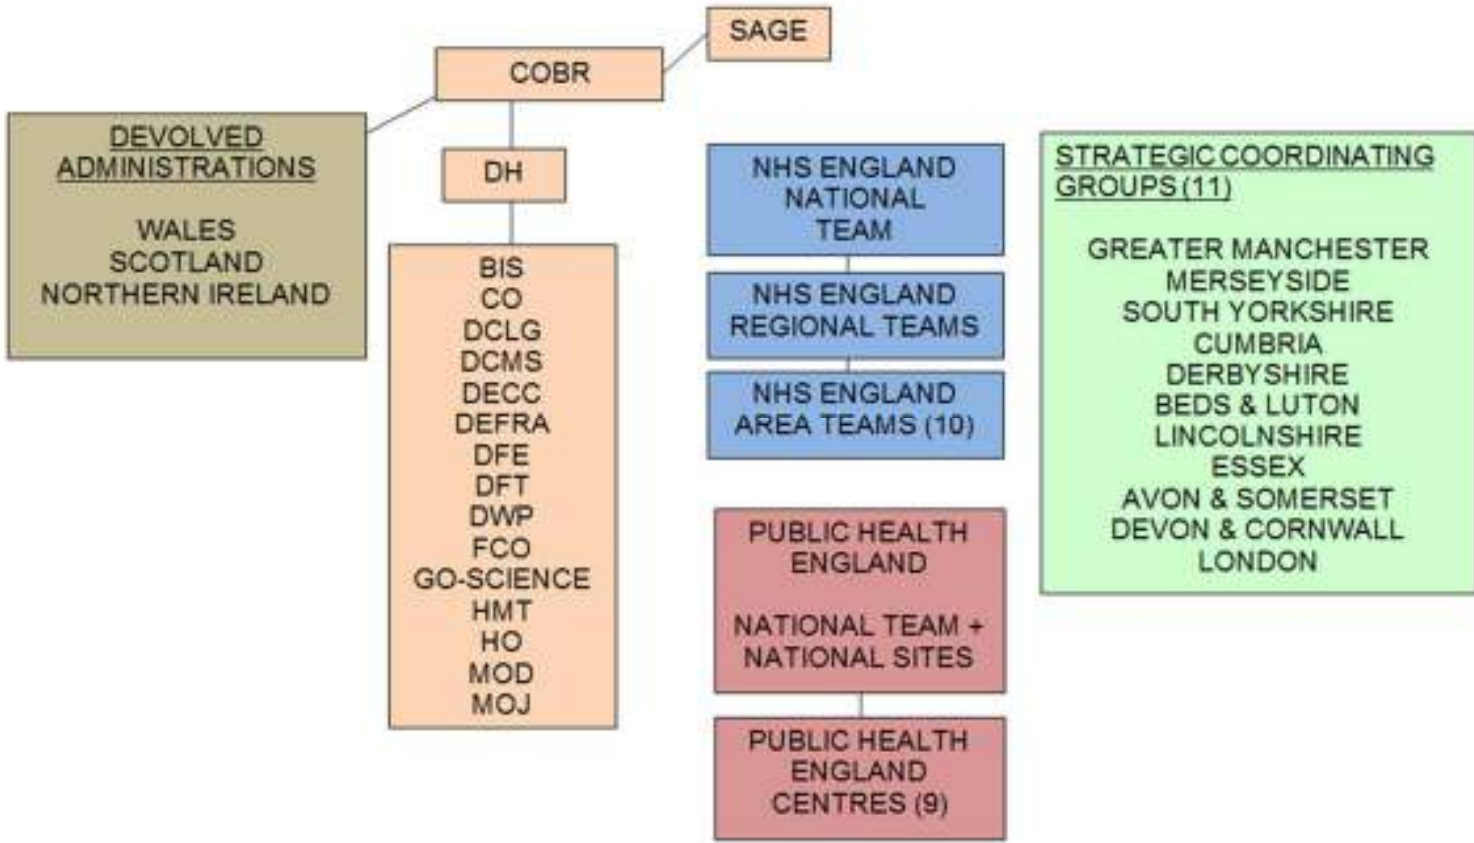 SAGE
COBR
DEVOLVED
ADMINISTRATIONS
WALES
SCOTLAND
NORTHERN IRELAND
DH
BIS
CO
DCLG
DCMS
DECC
DEFRA
DFE
DFT
DWP
FCO
GO-SCIENCE
HMT
HO
MOD
MOJ
NHS ENGLAND
NATIONAL
TEAM
NHS ENGLAND
REGIONAL TEAMS
NHS ENGLAND
AREA TEAMS (10)
PUBLIC HEALTH
ENGLAND
NATIONAL TEAM +
NATIONAL SITES
PUBLIC HEALTH
ENGLAND
CENTRES (9)
STRATEGIC COORDINATING
GROUPS (11)
GREATER MANCHESTER
MERSEYSIDE
SOUTH YORKSHIRE
CUMBRIA
DERBYSHIRE
BEDS & LUTON
LINCOLNSHIRE
ESSEX
AVON & SOMERSET
DEVON & CORNWALL
LONDON